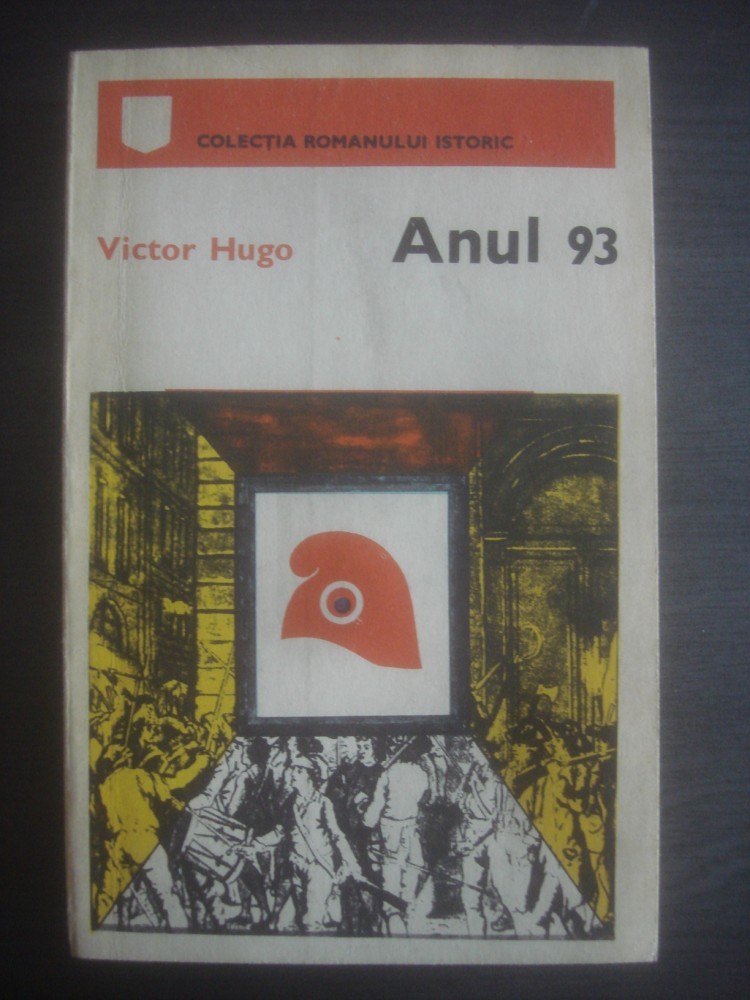 COLECȚIA ROMANULUI ISTORIC
Victor Hugo
Anul 93